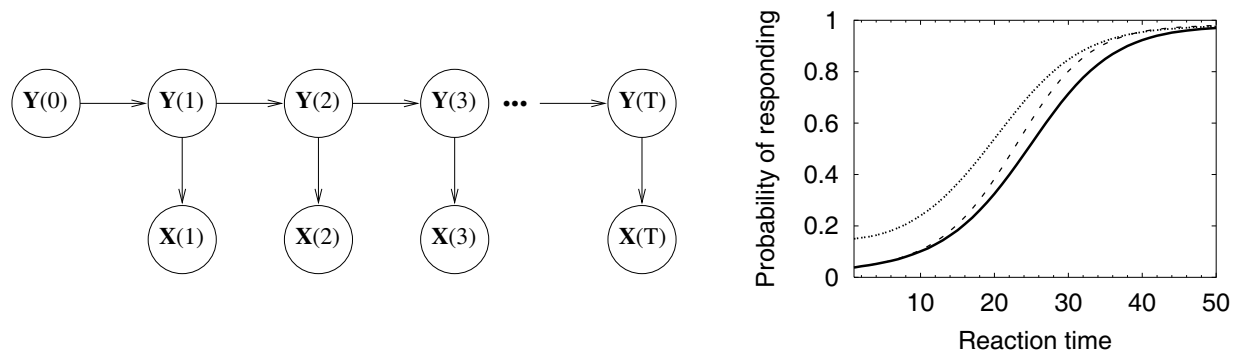 Y(0) Y(1) Y(2) Y(3) ••• Y(T)
X(1) X(2) X(3) X(T)
Probability of responding
1
0.8
0.6
0.4
0.2
0
10 20 30 40 50
Reaction time